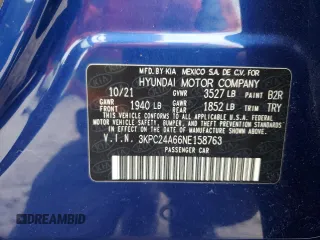 MFD. BY KIA MEXICO S.A. DE C.V. FOR
HYUNDAI MOTOR COMPANY
10/21 GVWR 3527 LB PAINT B2R
GAWR FRONT 1940 LB GAWR REAR 1852 LB TRIM TRY
THIS VEHICLE CONFORMS TO ALL APPLICABLE
FEDERAL MOTOR VEHICLE SAFETY, BUMPER, AND
THEFT PREVENTION STANDARDS IN EFFECT ON
THE DATE OF MANUFACTURE SHOWN ABOVE.
V.I.N. 3KPC24A66NE158763
PASSENGER CAR
DREAMBID